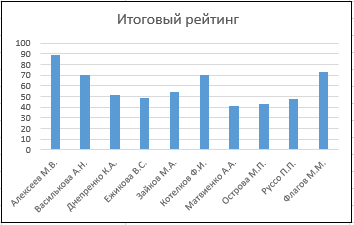 Итоговый рейтинг
100
90
80
70
60
50
40
30
20
10
0
Алексеев М.В.
Василькова А.Н.
Днепренко К.А.
Ежикова В.С.
Зайков М.А.
Котелков Ф.И.
Матвиенко А.А.
Острова М.П.
Руссо П.П.
Флагов М.М.